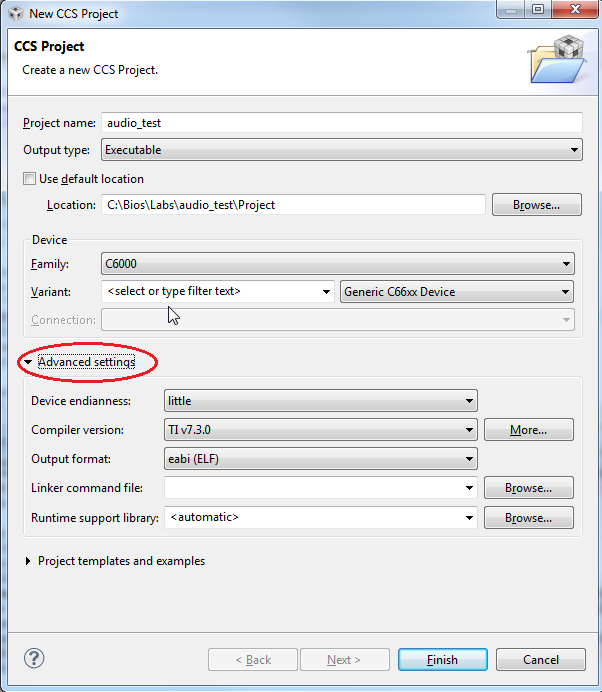 New CCS Project
CCS Project
Create a new CCS Project.
Project name: audio_test
Output type: Executable
Use default location
Location: C:\Bios\Labs\audio_test\Project Browse...
Device
Family: C6000
Variant: <select or type filter text> Generic C66xx Device
Connection:
Advanced settings
Device endianness: little
Compiler version: TI v7.3.0 More...
Output format: eabi (ELF)
Linker command file: Browse...
Runtime support library: <automatic> Browse...
Project templates and examples
? < Back Next > Finish Cancel